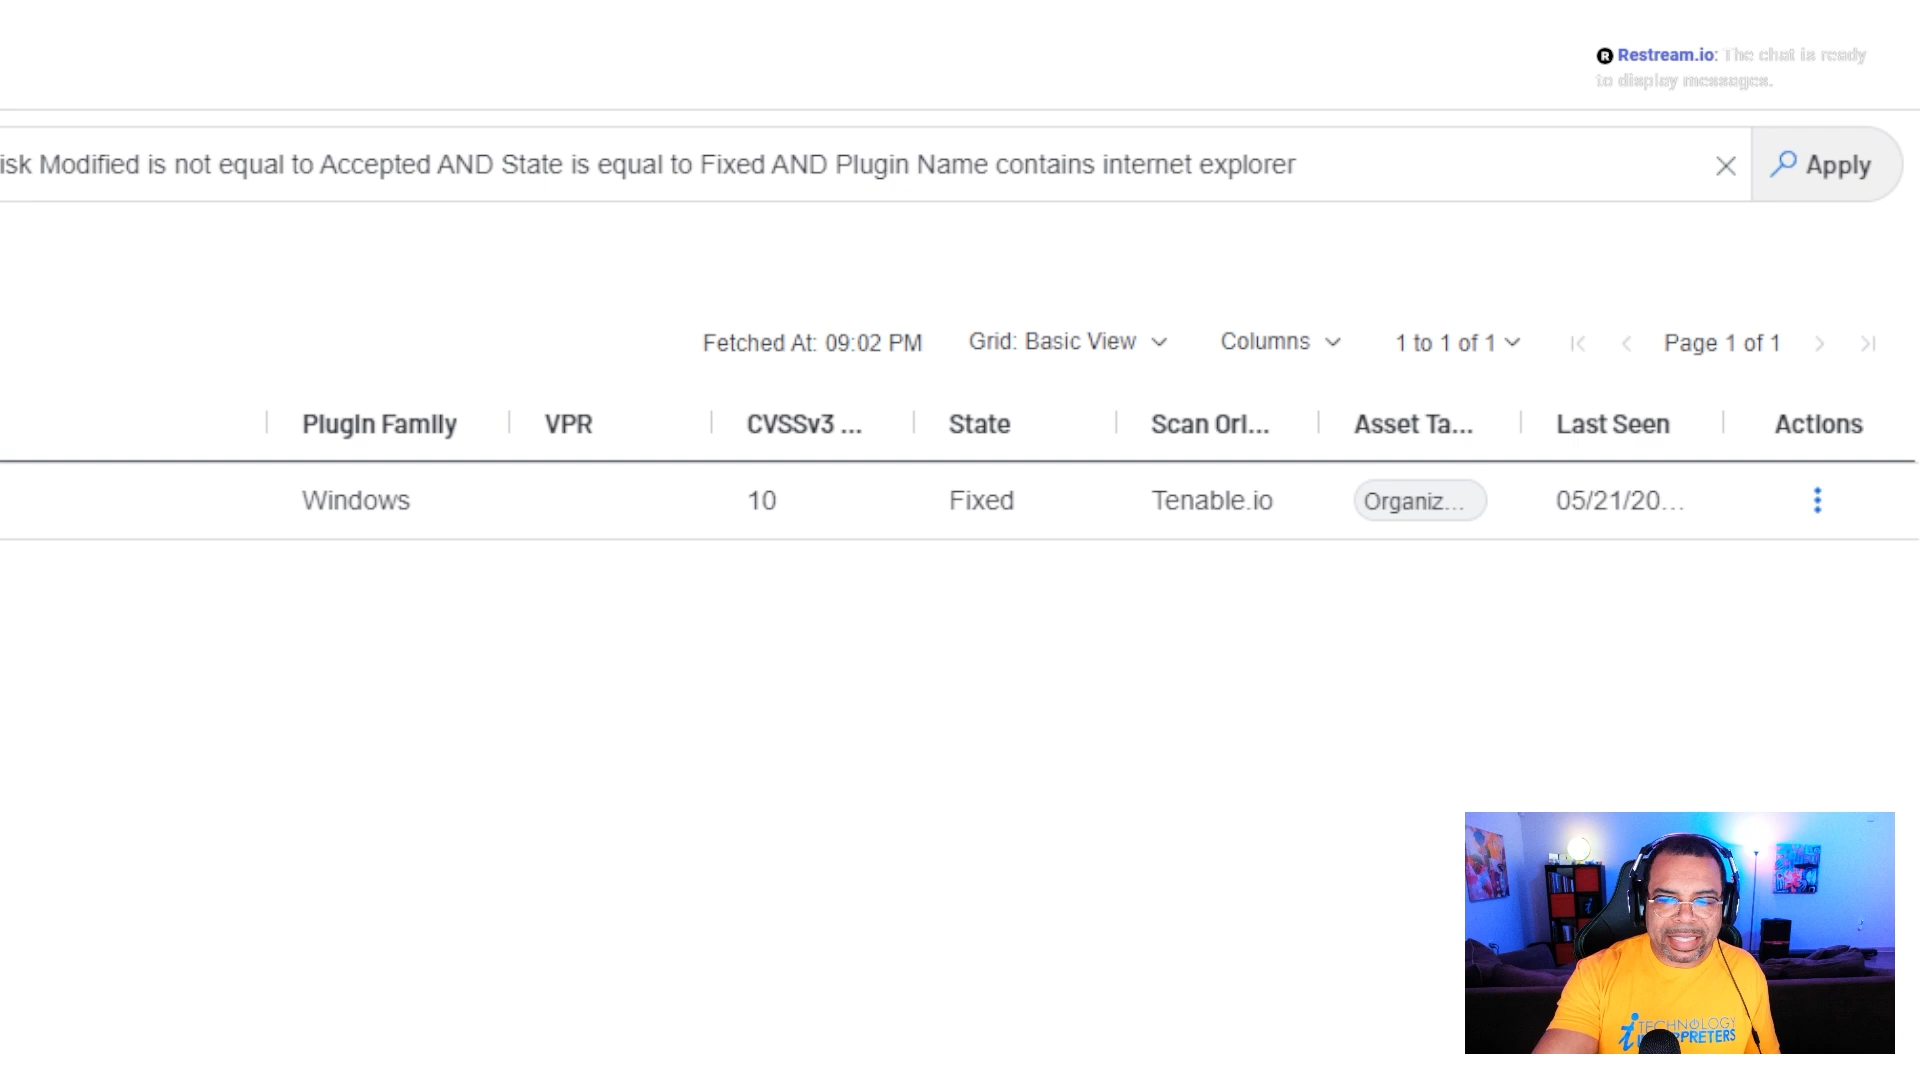 Restream.io: The chat is ready
to display messages.
isk Modified is not equal to Accepted AND State is equal to Fixed AND Plugin Name contains internet explorer
Apply
Fetched At: 09:02 PM Grid: Basic View Columns 1 to 1 of 1 Page 1 of 1
Plugin Family VPR CVSSv3 ... State Scan Ori... Asset Ta... Last Seen Actions
Windows 10 Fixed Tenable.io Organiz... 05/21/20...
TECHNOLOGY